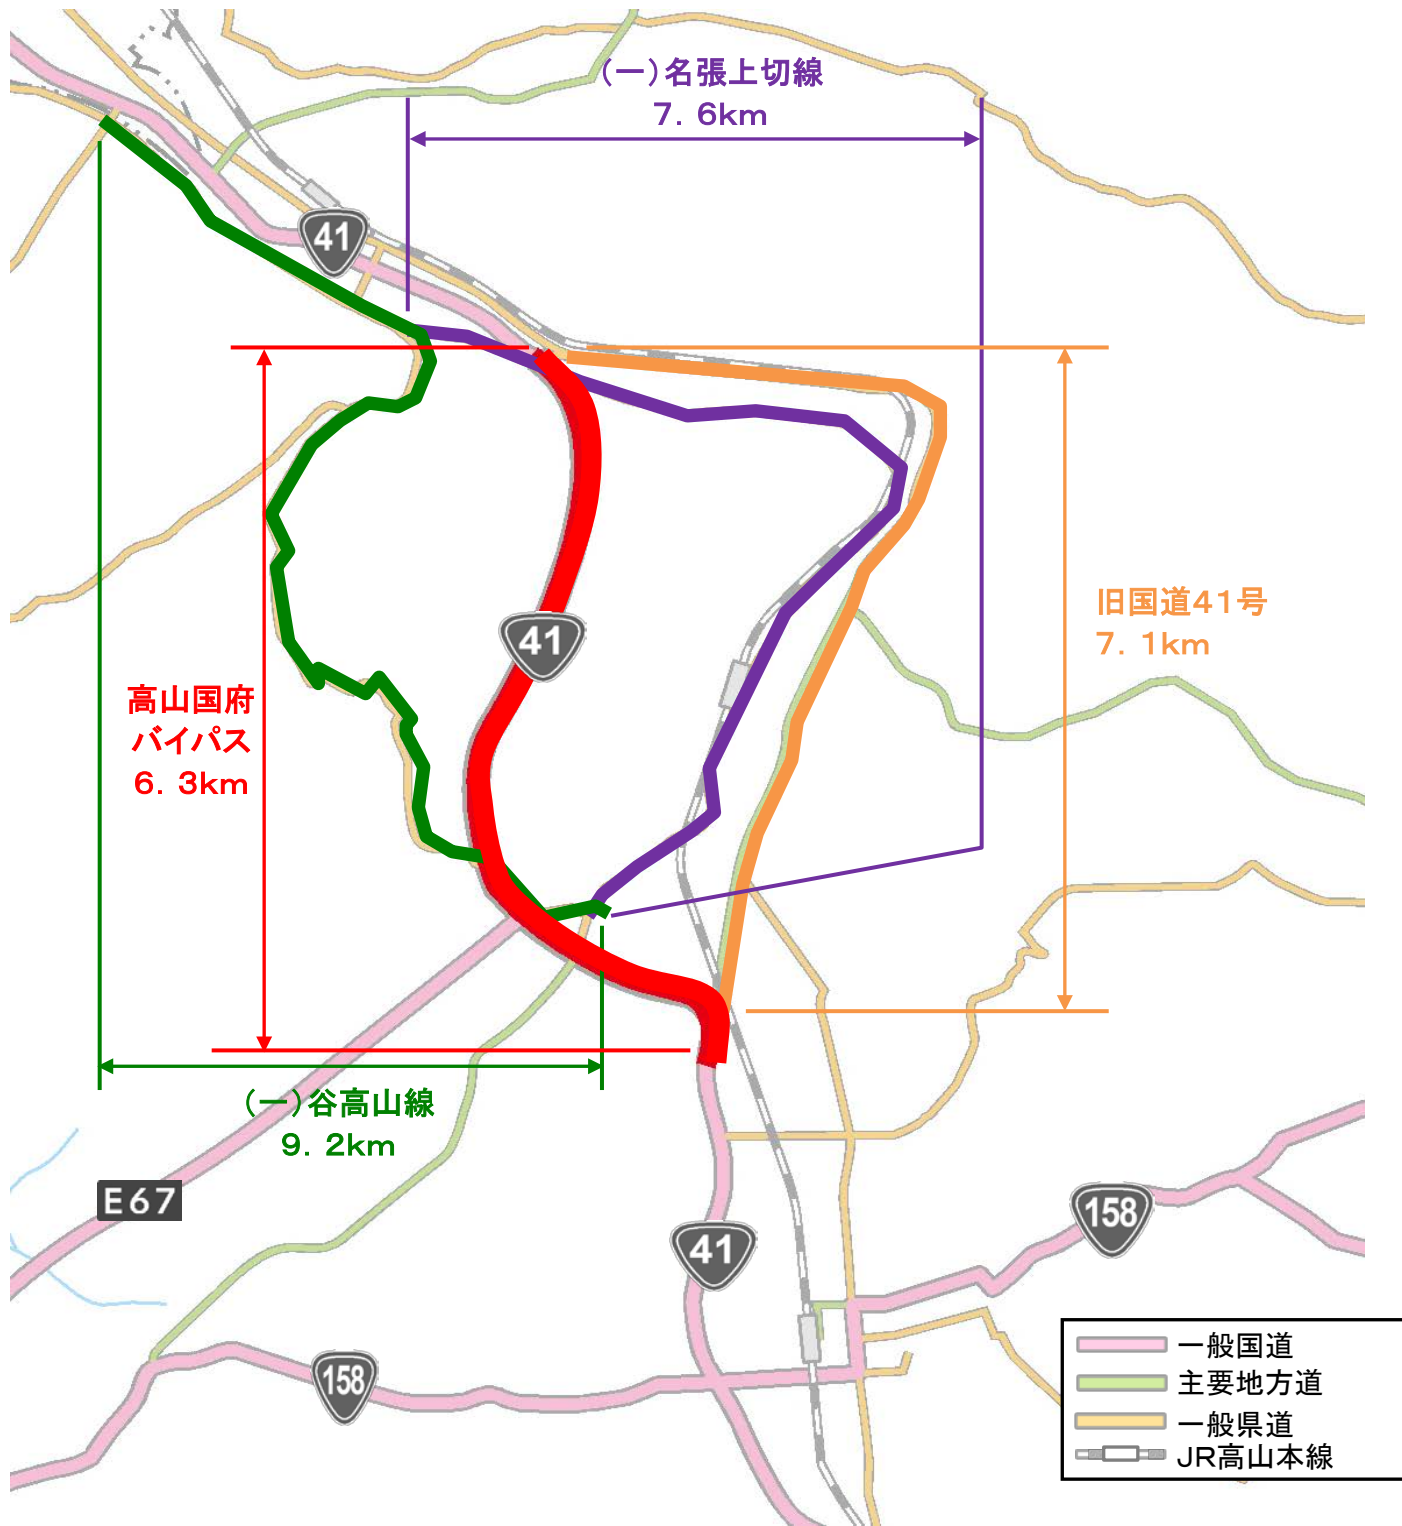 (一)名張上切線
7．6km
41
旧国道41号
7．1km
41
高山国府
バイパス
6．3km
(一)谷高山線
9．2km
E67
158
41
158
一般国道
主要地方道
一般県道
JR高山本線